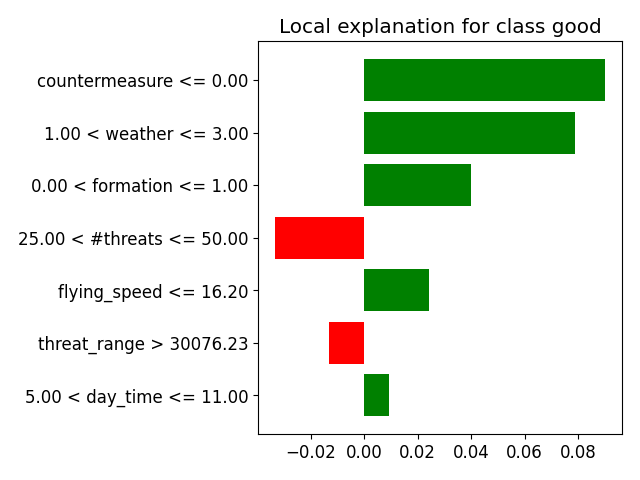 Local explanation for class good
countermeasure <= 0.00
1.00 < weather <= 3.00
0.00 < formation <= 1.00
25.00 < #threats <= 50.00
flying_speed <= 16.20
threat_range > 30076.23
5.00 < day_time <= 11.00
−0.02 0.00 0.02 0.04 0.06 0.08